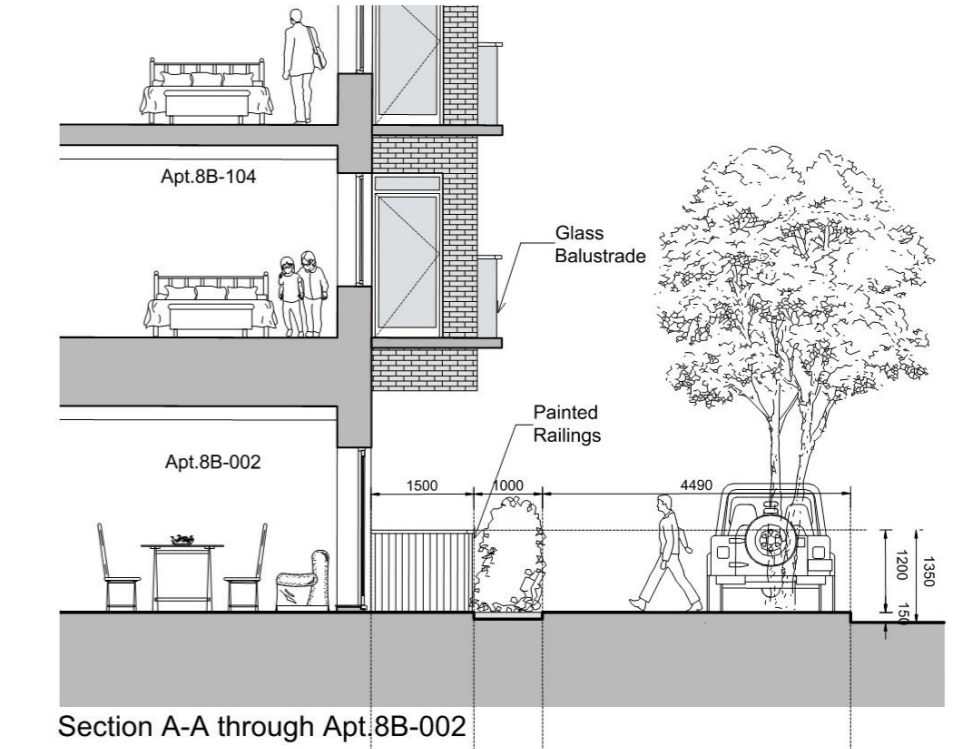 Apt.8B-104
Glass
Balustrade
Painted
Railings
Apt.8B-002
1500
1000
4490
1200
1350
150
Section A-A through Apt.8B-002